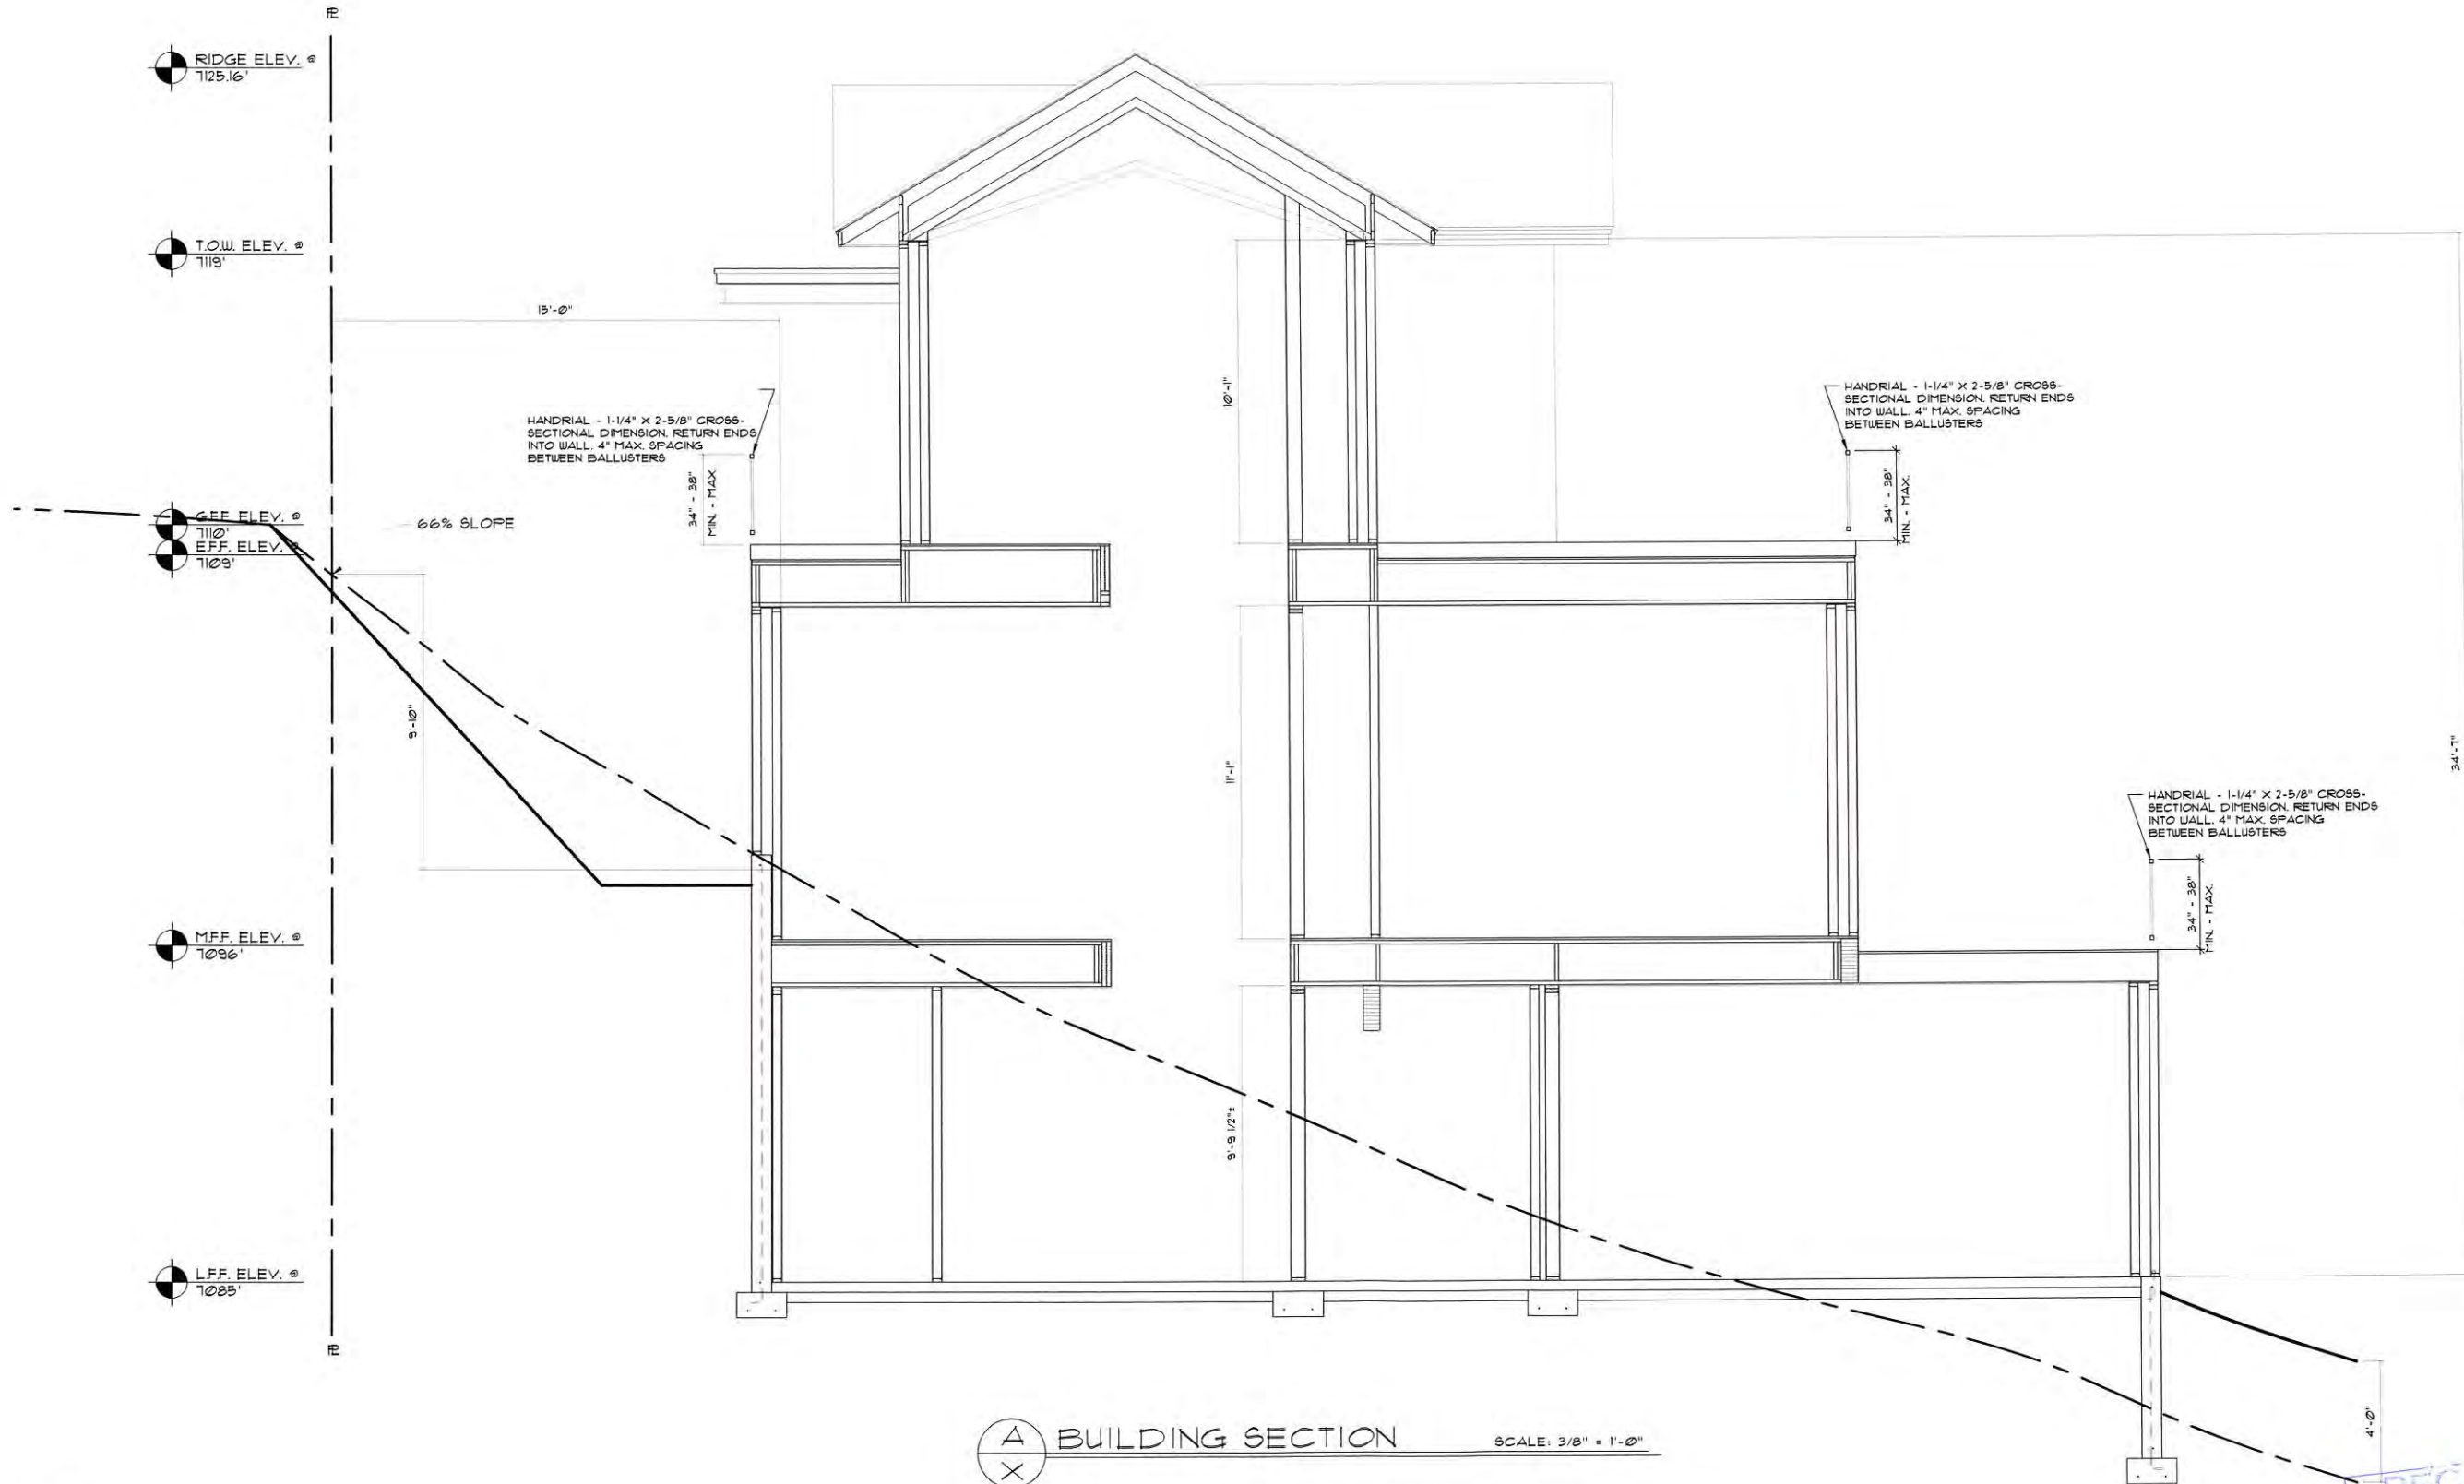 PL
RIDGE ELEV. @
7125.16'
T.O.W. ELEV. @
7119'
15'-0"
10'-1"
HANDRIAL - 1-1/4" X 2-5/8" CROSS-
SECTIONAL DIMENSION. RETURN ENDS
INTO WALL. 4" MAX. SPACING
BETWEEN BALLUSTERS
34" - 38"
MIN. - MAX.
HANDRIAL - 1-1/4" X 2-5/8" CROSS-
SECTIONAL DIMENSION. RETURN ENDS
INTO WALL. 4" MAX. SPACING
BETWEEN BALLUSTERS
34" - 38"
MIN. - MAX.
G.F.F. ELEV. @
7110'
E.F.F. ELEV. @
7109'
66% SLOPE
9'-10"
11'-1"
34'-7"
HANDRIAL - 1-1/4" X 2-5/8" CROSS-
SECTIONAL DIMENSION. RETURN ENDS
INTO WALL. 4" MAX. SPACING
BETWEEN BALLUSTERS
34" - 38"
MIN. - MAX.
M.F.F. ELEV. @
7096'
9'-9 1/2"±
L.F.F. ELEV. @
7085'
PL
4'-0"
A
X
BUILDING SECTION
SCALE: 3/8" = 1'-0"